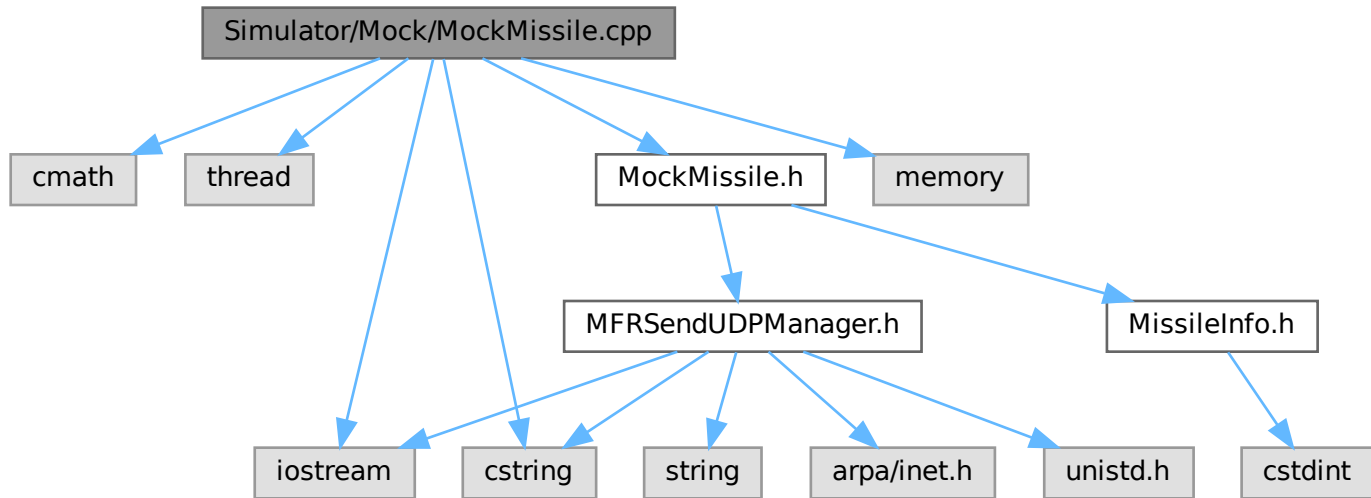 Simulator/Mock/MockMissile.cpp
cmath
thread
MockMissile.h
memory
MFRSendUDPManager.h
MissileInfo.h
iostream
cstring
string
arpa/inet.h
unistd.h
cstdint